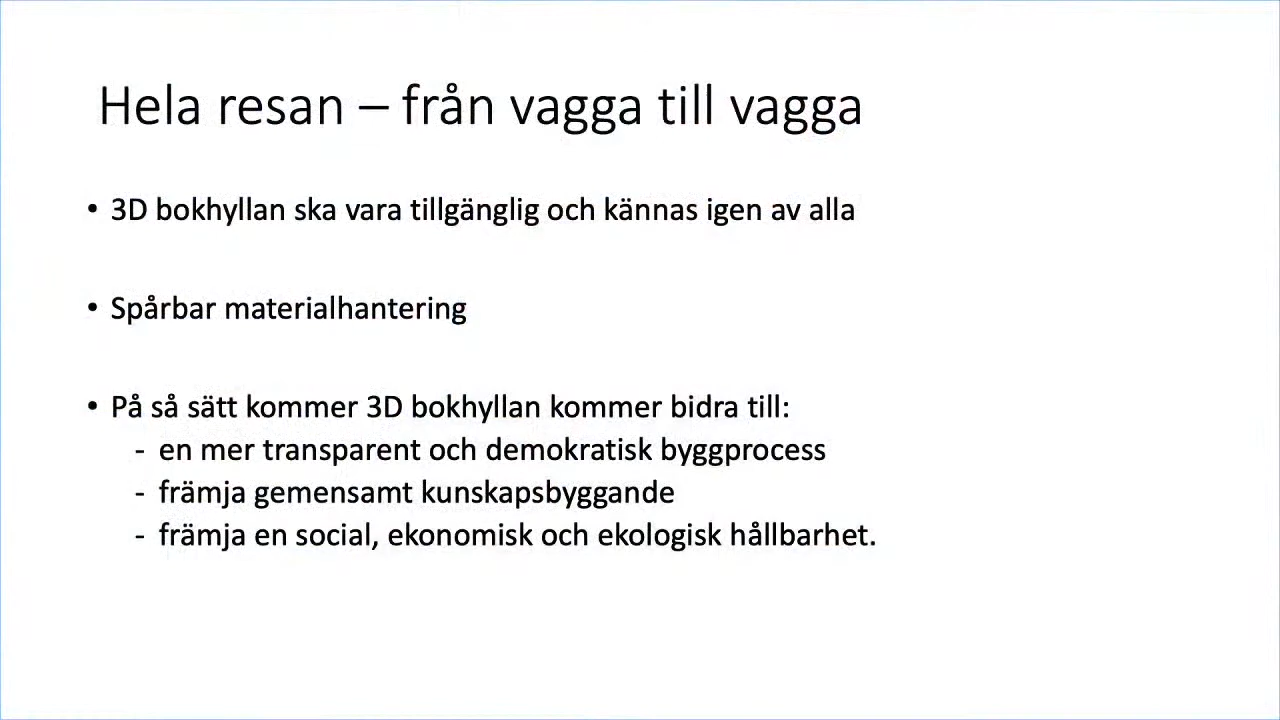 Hela resan – från vagga till vagga
• 3D bokhyllan ska vara tillgänglig och kännas igen av alla
• Spårbar materialhantering
• På så sätt kommer 3D bokhyllan kommer bidra till:
- en mer transparent och demokratisk byggprocess
- främja gemensamt kunskapsbyggande
- främja en social, ekonomisk och ekologisk hållbarhet.